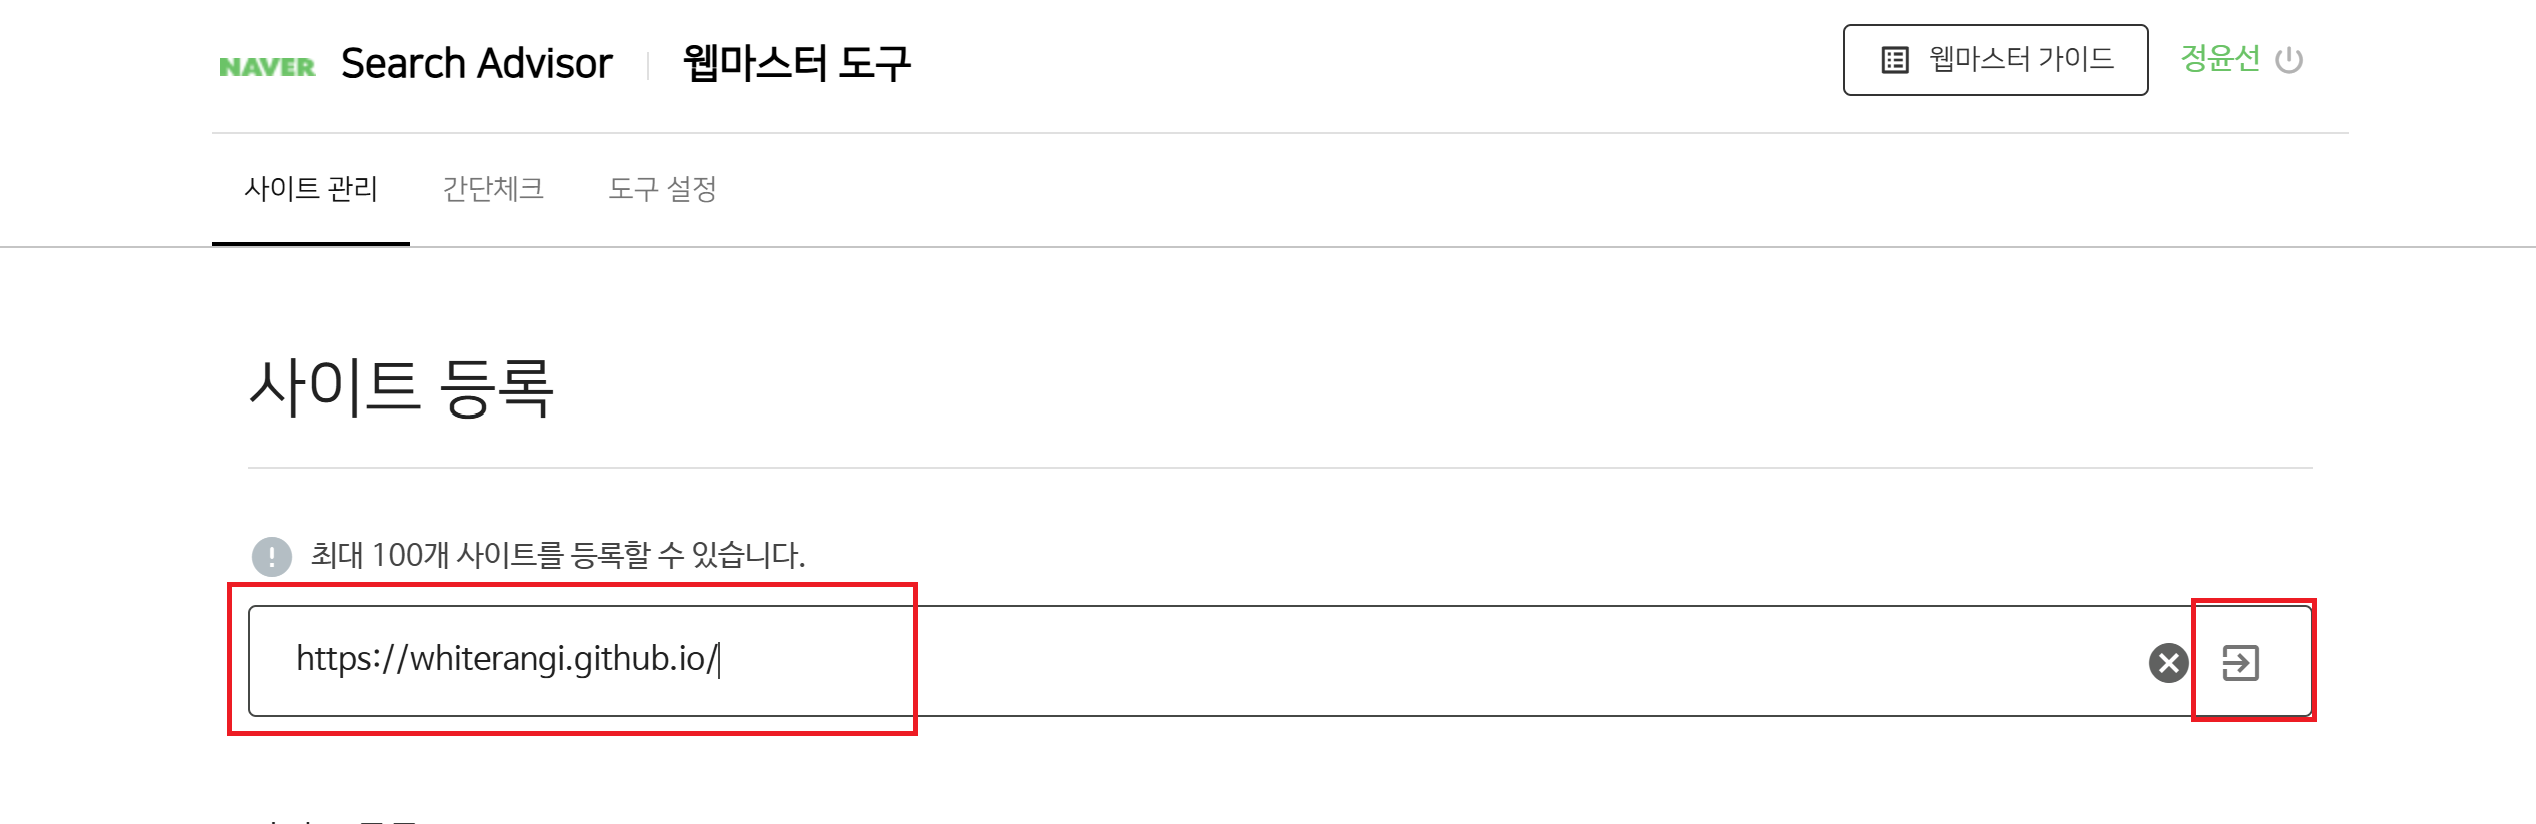 NAVER Search Advisor 웹마스터 도구 웹마스터 가이드 정윤선
사이트 관리 간단체크 도구 설정
사이트 등록
최대 100개 사이트를 등록할 수 있습니다.
https://whiterangi.github.io/